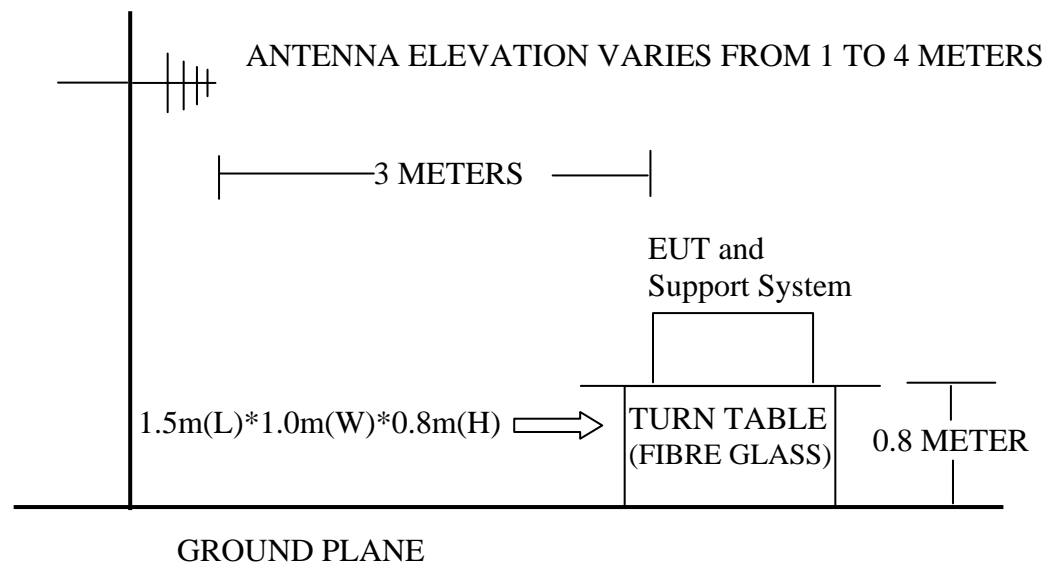 ANTENNA ELEVATION VARIES FROM 1 TO 4 METERS
3 METERS
EUT and
Support System
1.5m(L)*1.0m(W)*0.8m(H)
TURN TABLE
(FIBRE GLASS)
0.8 METER
GROUND PLANE